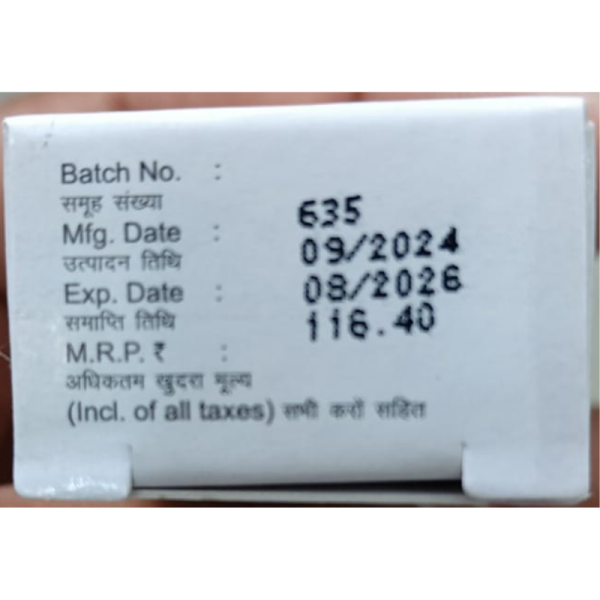 Batch No. :
समूह संख्या
635
Mfg. Date :
09/2024
उत्पादन तिथि
Exp. Date :
08/2026
समाप्ति तिथि
116.40
M.R.P. ₹ :
अधिकतम खुदरा मूल्य
(Incl. of all taxes) सभी करों सहित